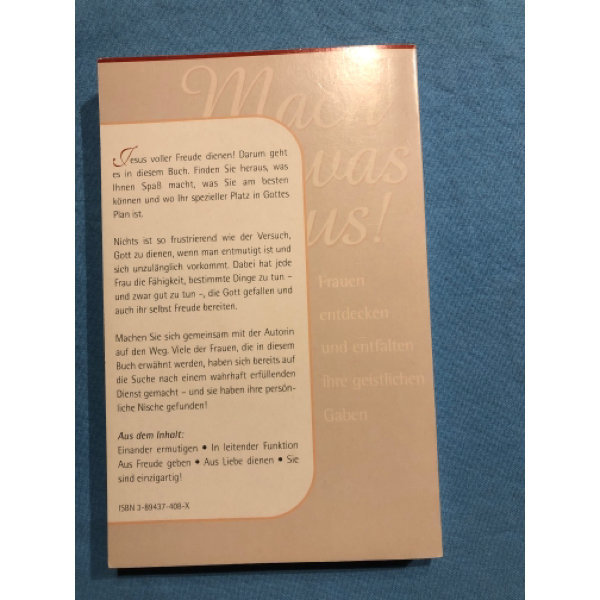 Mach
was
us!
Jesus voller Freude dienen! Darum geht
es in diesem Buch. Finden Sie heraus, was
Ihnen Spaß macht, was Sie am besten
können und wo Ihr spezieller Platz in Gottes
Plan ist.
Nichts ist so frustrierend wie der Versuch,
Gott zu dienen, wenn man entmutigt ist und
sich unzulänglich vorkommt. Dabei hat jede
Frau die Fähigkeit, bestimmte Dinge zu tun –
und zwar gut zu tun –, die Gott gefallen und
auch ihr selbst Freude bereiten.
Machen Sie sich gemeinsam mit der Autorin
auf den Weg. Viele der Frauen, die in diesem
Buch erwähnt werden, haben sich bereits auf
die Suche nach einem wahrhaft erfüllenden
Dienst gemacht – und sie haben ihre persön-
liche Nische gefunden!
Aus dem Inhalt:
Einander ermutigen • In leitender Funktion
Aus Freude geben • Aus Liebe dienen • Sie
sind einzigartig!
ISBN 3-89437-408-X
Frauen
entdecken
und entfalten
ihre geistlichen
Gaben